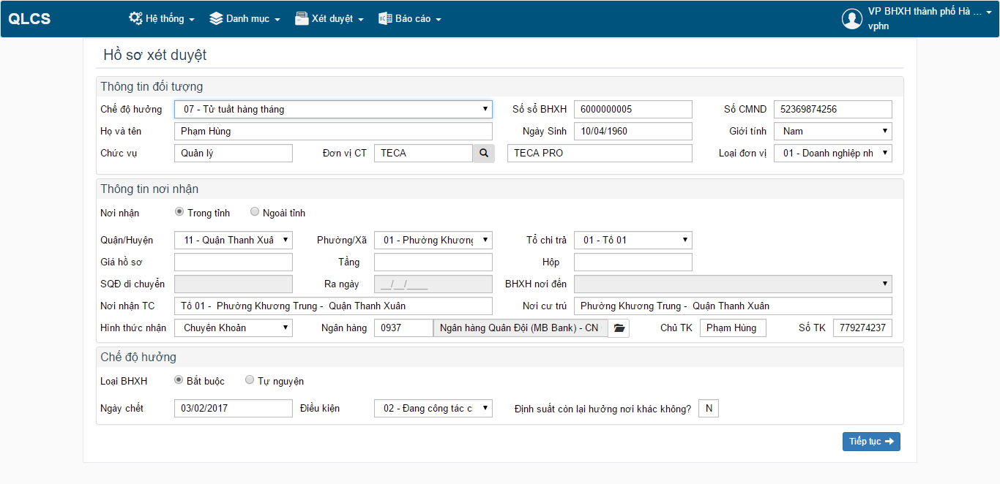 QLCS Hệ thống Danh mục Xét duyệt Báo cáo VP BHXH thành phố Hà ...
vphn
Hồ sơ xét duyệt
Thông tin đối tượng
Chế độ hưởng 07 - Tử tuất hàng tháng Số sổ BHXH 6000000005 Số CMND 52369874256
Họ và tên Phạm Hùng Ngày Sinh 10/04/1960 Giới tính Nam
Chức vụ Quản lý Đơn vị CT TECA TECA PRO Loại đơn vị 01 - Doanh nghiệp nh
Thông tin nơi nhận
Nơi nhận Trong tỉnh Ngoài tỉnh
Quận/Huyện 11 - Quận Thanh Xuâ Phường/Xã 01 - Phường Khương Tổ chi trả 01 - Tổ 01
Giá hồ sơ Tầng Hộp
SQĐ di chuyển Ra ngày __/__/____ BHXH nơi đến
Nơi nhận TC Tổ 01 - Phường Khương Trung - Quận Thanh Xuân Nơi cư trú Phường Khương Trung - Quận Thanh Xuân
Hình thức nhận Chuyển Khoản Ngân hàng 0937 Ngân hàng Quân Đội (MB Bank) - CN Chủ TK Phạm Hùng Số TK 779274237
Chế độ hưởng
Loại BHXH Bắt buộc Tự nguyện
Ngày chết 03/02/2017 Điều kiện 02 - Đang công tác c Định suất còn lại hưởng nơi khác không? N
Tiếp tục